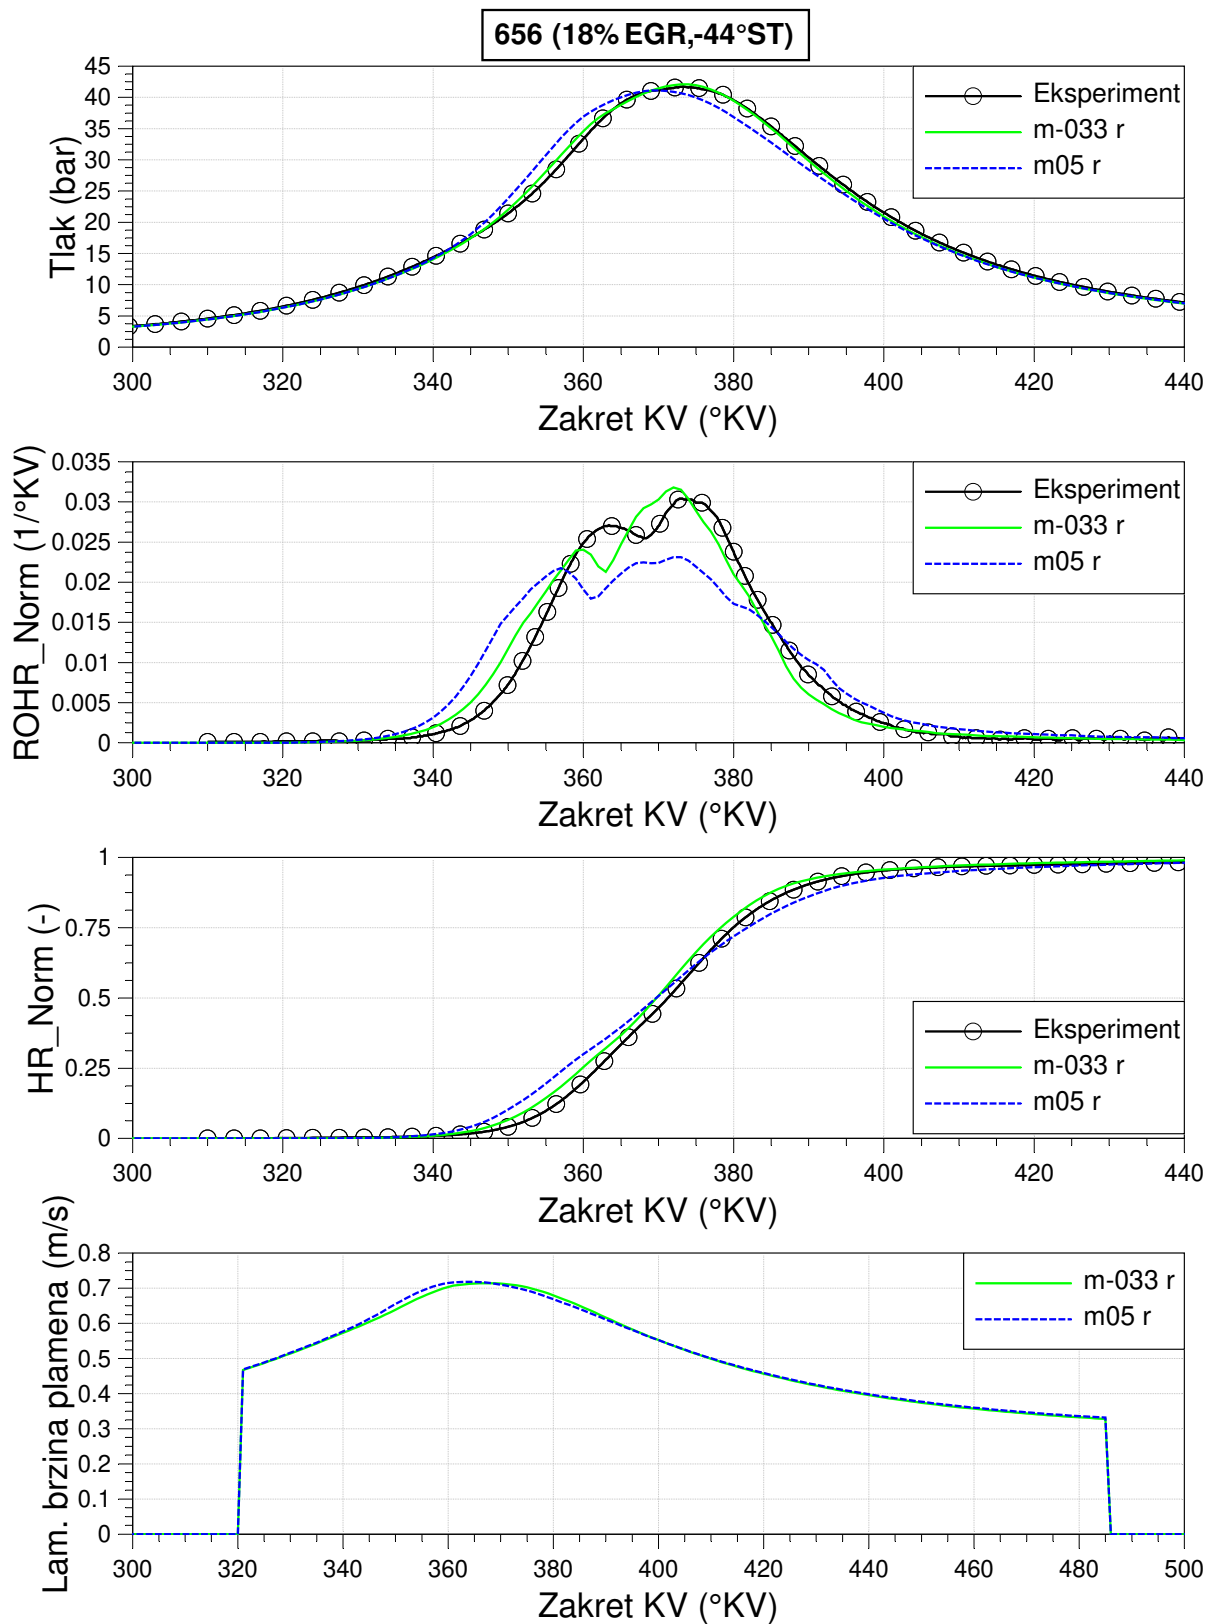 656 (18% EGR,-44°ST)
45
40
35
30
25
20
15
10
5
0
Tlak (bar)
Eksperiment
m-033 r
m05 r
300 320 340 360 380 400 420 440
Zakret KV (°KV)
0.035
0.03
0.025
0.02
0.015
0.01
0.005
0
ROHR_Norm (1/°KV)
Eksperiment
m-033 r
m05 r
300 320 340 360 380 400 420 440
Zakret KV (°KV)
1
0.75
0.5
0.25
0
HR_Norm (-)
Eksperiment
m-033 r
m05 r
300 320 340 360 380 400 420 440
Zakret KV (°KV)
0.8
0.7
0.6
0.5
0.4
0.3
0.2
0.1
0
Lam. brzina plamena (m/s)
m-033 r
m05 r
300 320 340 360 380 400 420 440 460 480 500
Zakret KV (°KV)